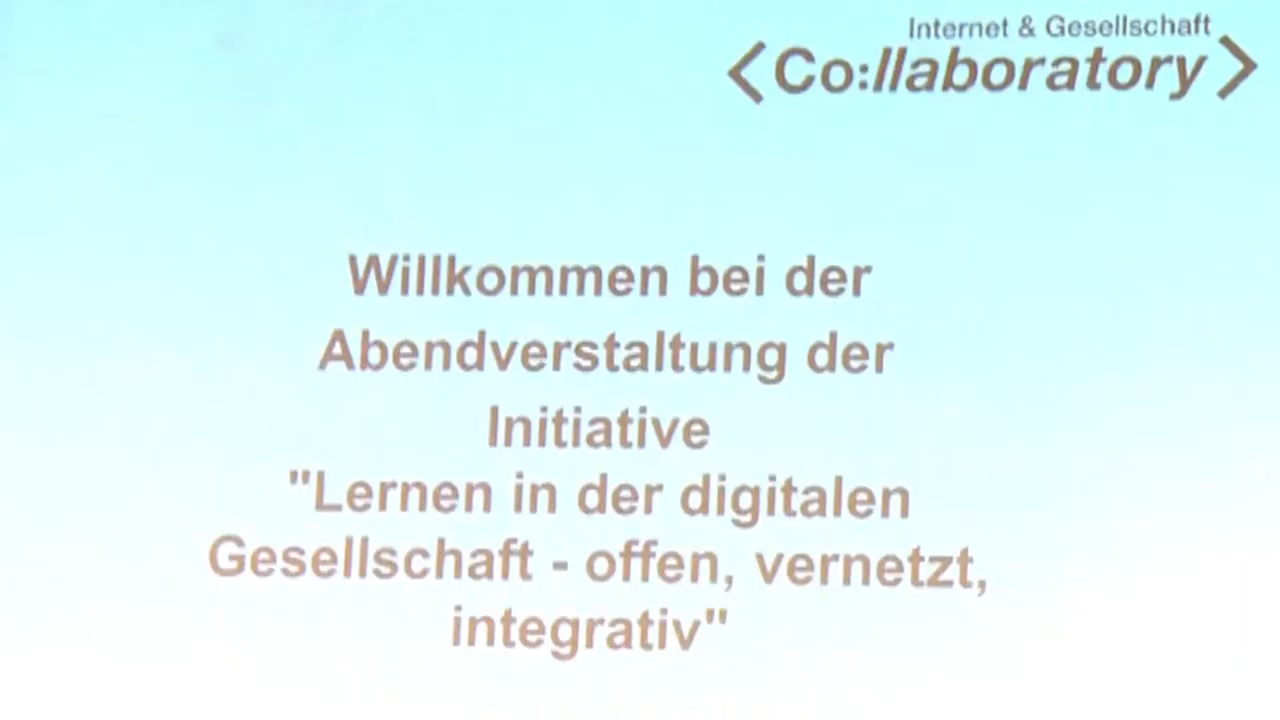 Internet & Gesellschaft
<Co:llaboratory>
Willkommen bei der
Abendverstaltung der
Initiative
"Lernen in der digitalen
Gesellschaft - offen, vernetzt,
integrativ"